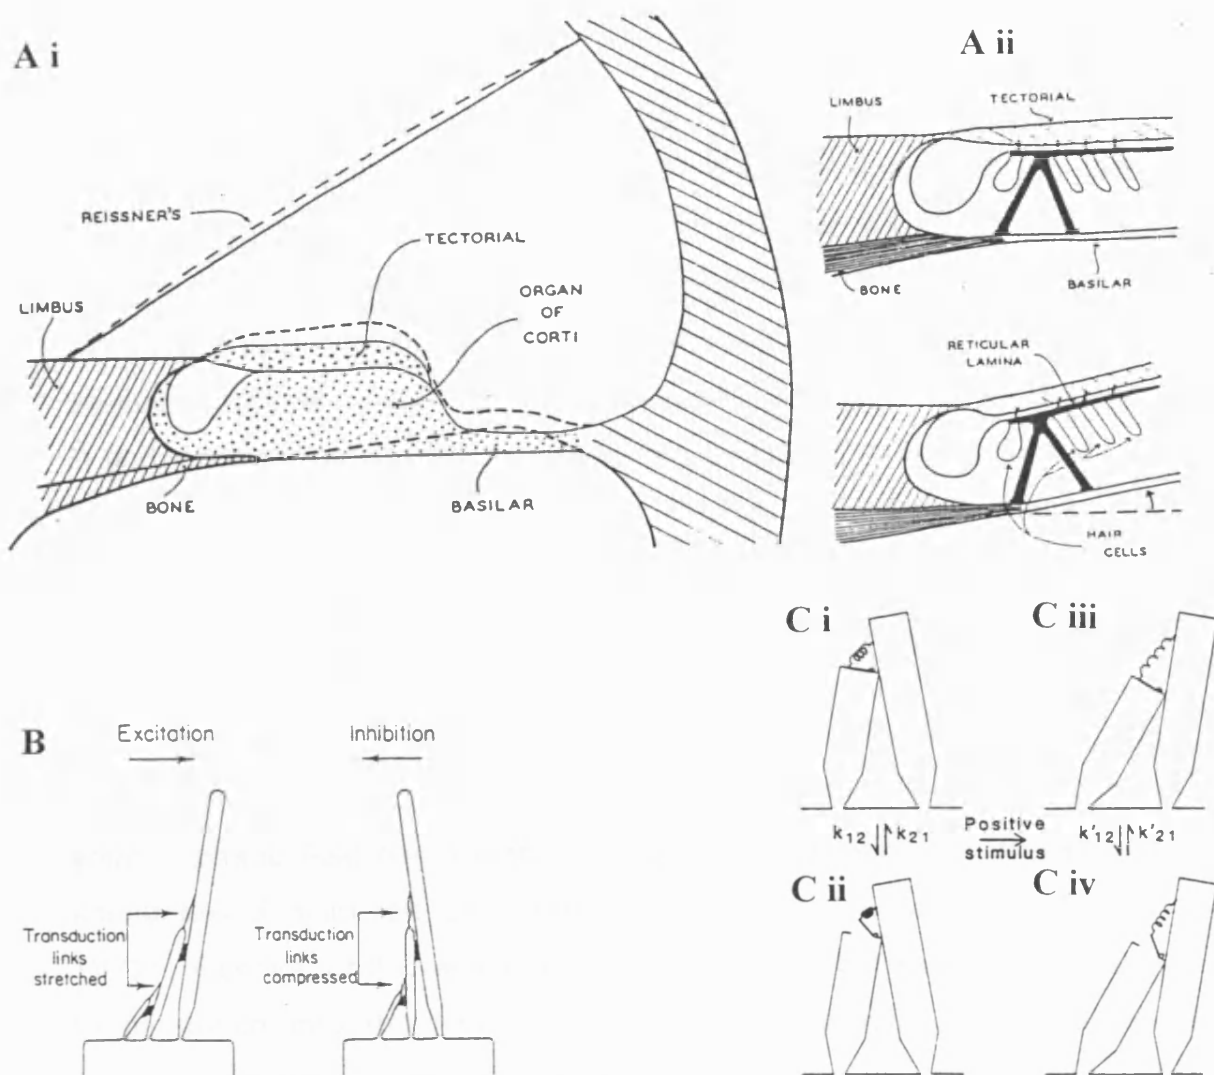 A i
REISSNER'S
LIMBUS
TECTORIAL
ORGAN
OF
CORTI
BONE
BASILAR
A ii
LIMBUS
TECTORIAL
BONE
BASILAR
RETICULAR
LAMINA
HAIR
CELLS
B
Excitation
Inhibition
Transduction
links
stretched
Transduction
links
compressed
C i
C iii
k12 k21
Positive
stimulus
k'12 k'21
C ii
C iv